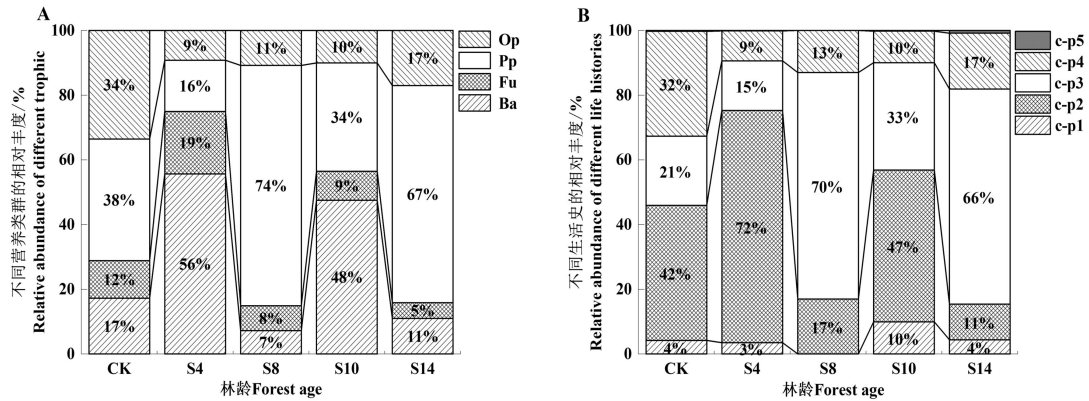 A
不同营养类群的相对丰度/%
Relative abundance of different trophic
100
80
60
40
20
0
34%
38%
12%
17%
9%
16%
19%
56%
11%
74%
8%
7%
10%
34%
9%
48%
17%
67%
5%
11%
Op
Pp
Fu
Ba
CK S4 S8 S10 S14
林龄Forest age
B
不同生活史的相对丰度/%
Relative abundance of different life histories
100
80
60
40
20
0
32%
21%
42%
4%
9%
15%
72%
3%
13%
70%
17%
10%
33%
47%
10%
17%
66%
11%
4%
c-p5
c-p4
c-p3
c-p2
c-p1
CK S4 S8 S10 S14
林龄Forest age